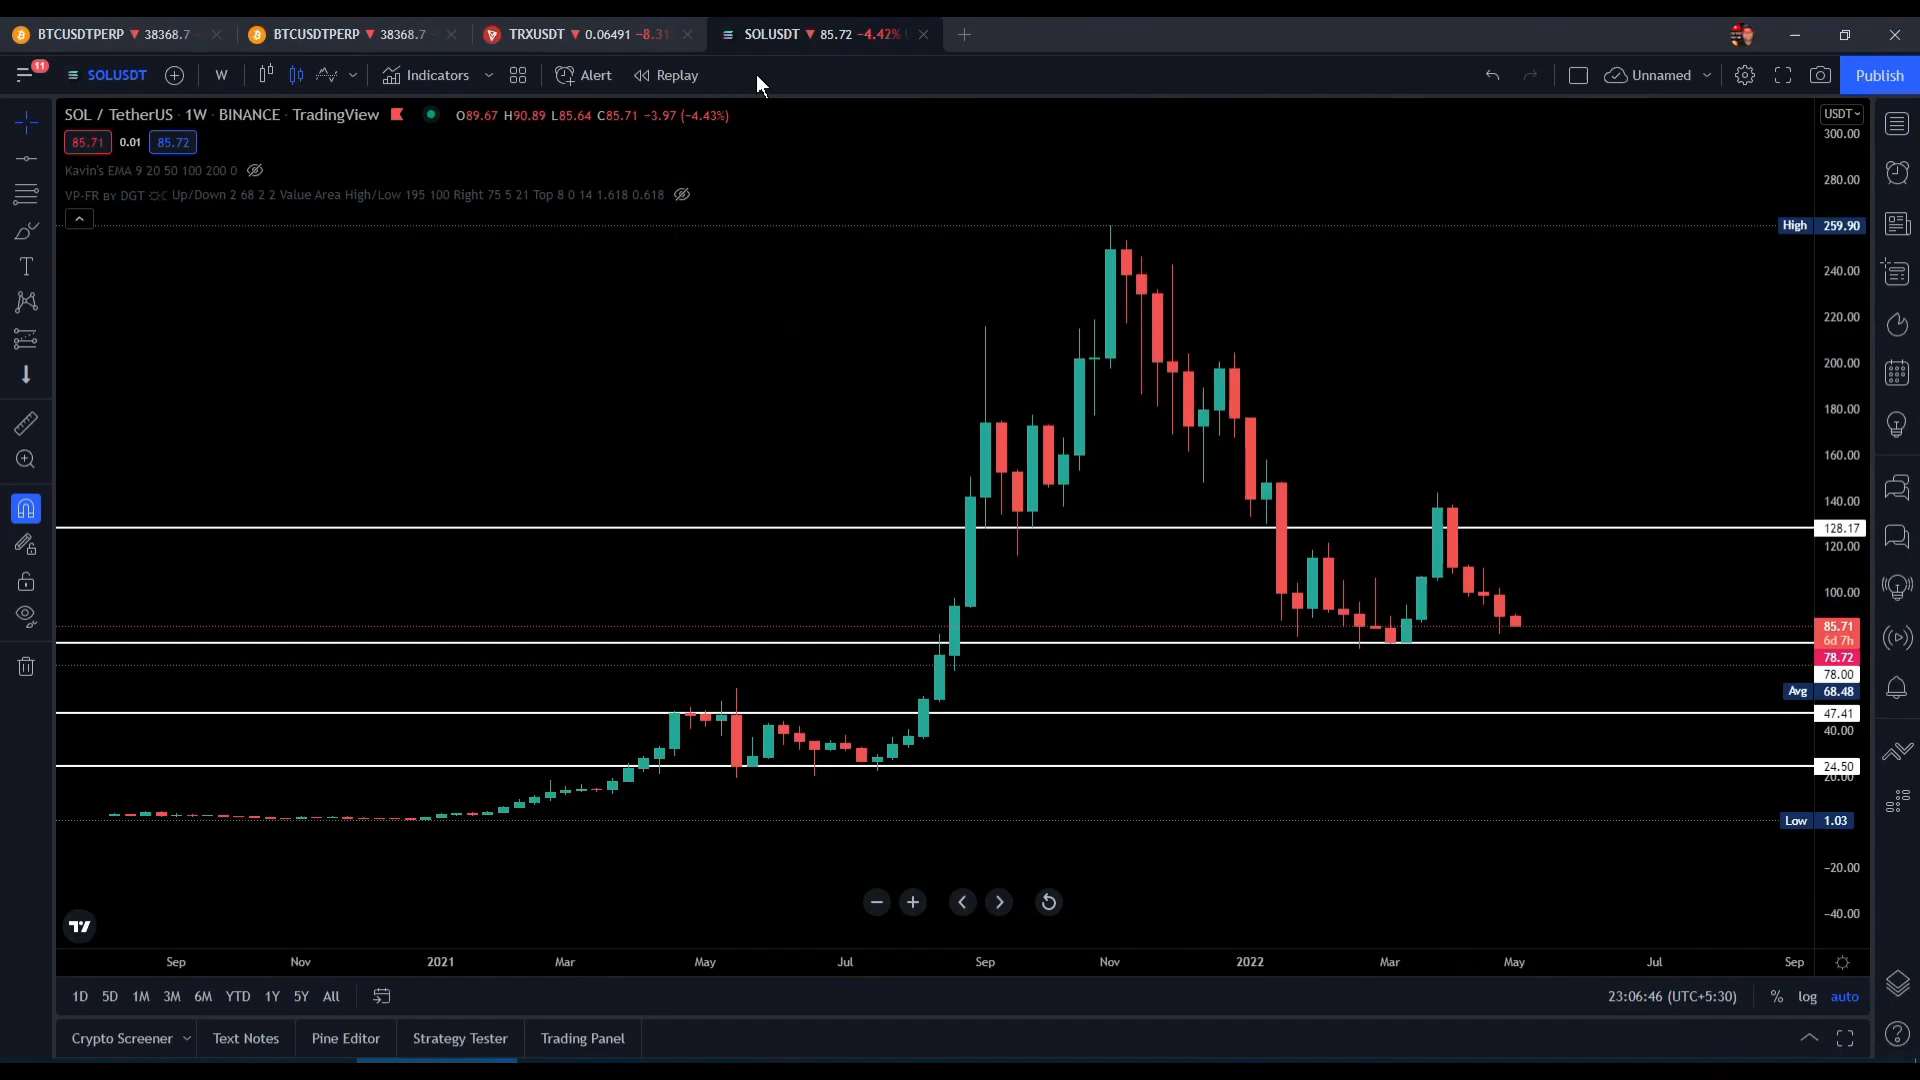 BTCUSDTPERP ▼ 38368.7
BTCUSDTPERP ▼ 38368.7
TRXUSDT ▼ 0.06491 −8.31
SOLUSDT ▼ 85.72 −4.42%
11
SOLUSDT
W
Indicators
Alert
Replay
Unnamed
Publish
SOL / TetherUS · 1W · BINANCE · TradingView
O89.67 H90.89 L85.64 C85.71 −3.97 (−4.43%)
85.71 0.01 85.72
Kavin's EMA 9 20 50 100 200 0
VP-FR BY DGT Up/Down 2 68 2 2 Value Area High/Low 195 100 Right 75 5 21 Top 8 0 14 1.618 0.618
USDT
300.00
280.00
High 259.90
240.00
220.00
200.00
180.00
160.00
140.00
128.17
120.00
100.00
85.71
6d 7h
78.72
78.00
Avg 68.48
47.41
40.00
24.50
20.00
Low 1.03
−20.00
−40.00
Sep Nov 2021 Mar May Jul Sep Nov 2022 Mar May Jul Sep
1D 5D 1M 3M 6M YTD 1Y 5Y All
23:06:46 (UTC+5:30) % log auto
Crypto Screener Text Notes Pine Editor Strategy Tester Trading Panel